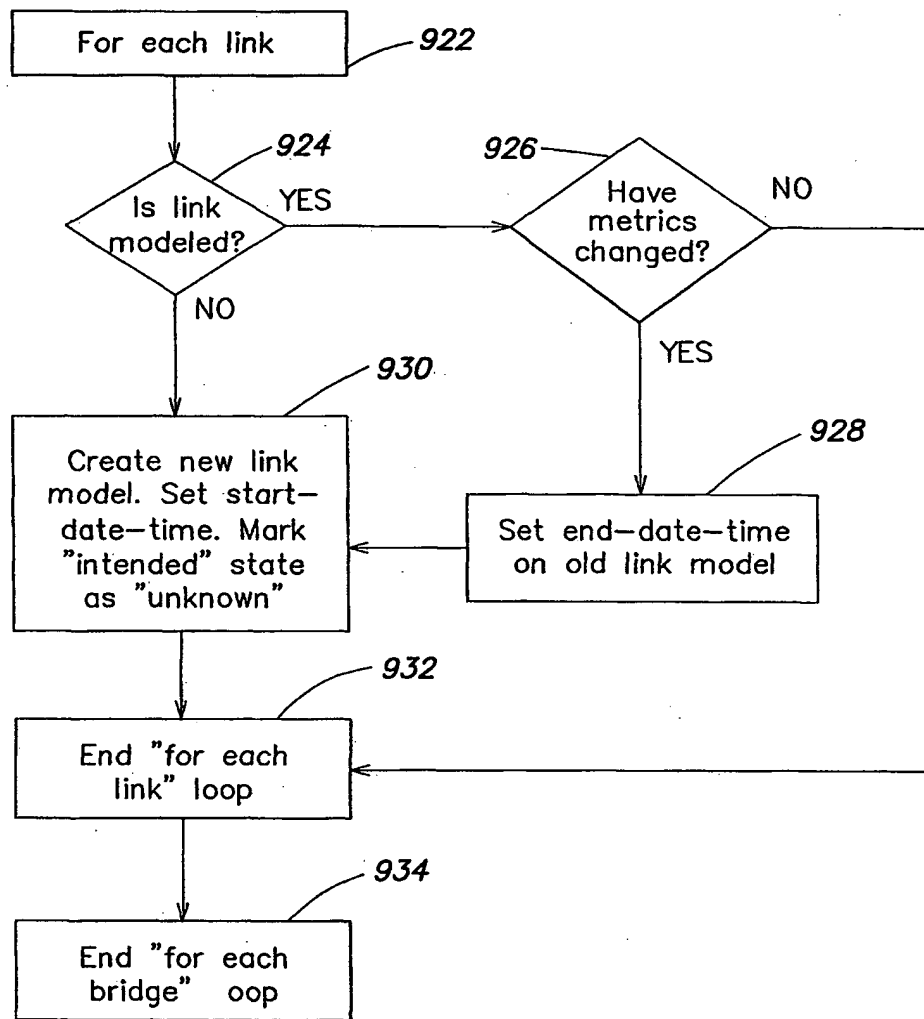 For each link
922
924
Is link
modeled?
YES
NO
926
Have
metrics
changed?
NO
YES
930
Create new link
model. Set start-
date-time. Mark
"intended" state
as "unknown"
928
Set end-date-time
on old link model
932
End "for each
link" loop
934
End "for each
bridge" oop